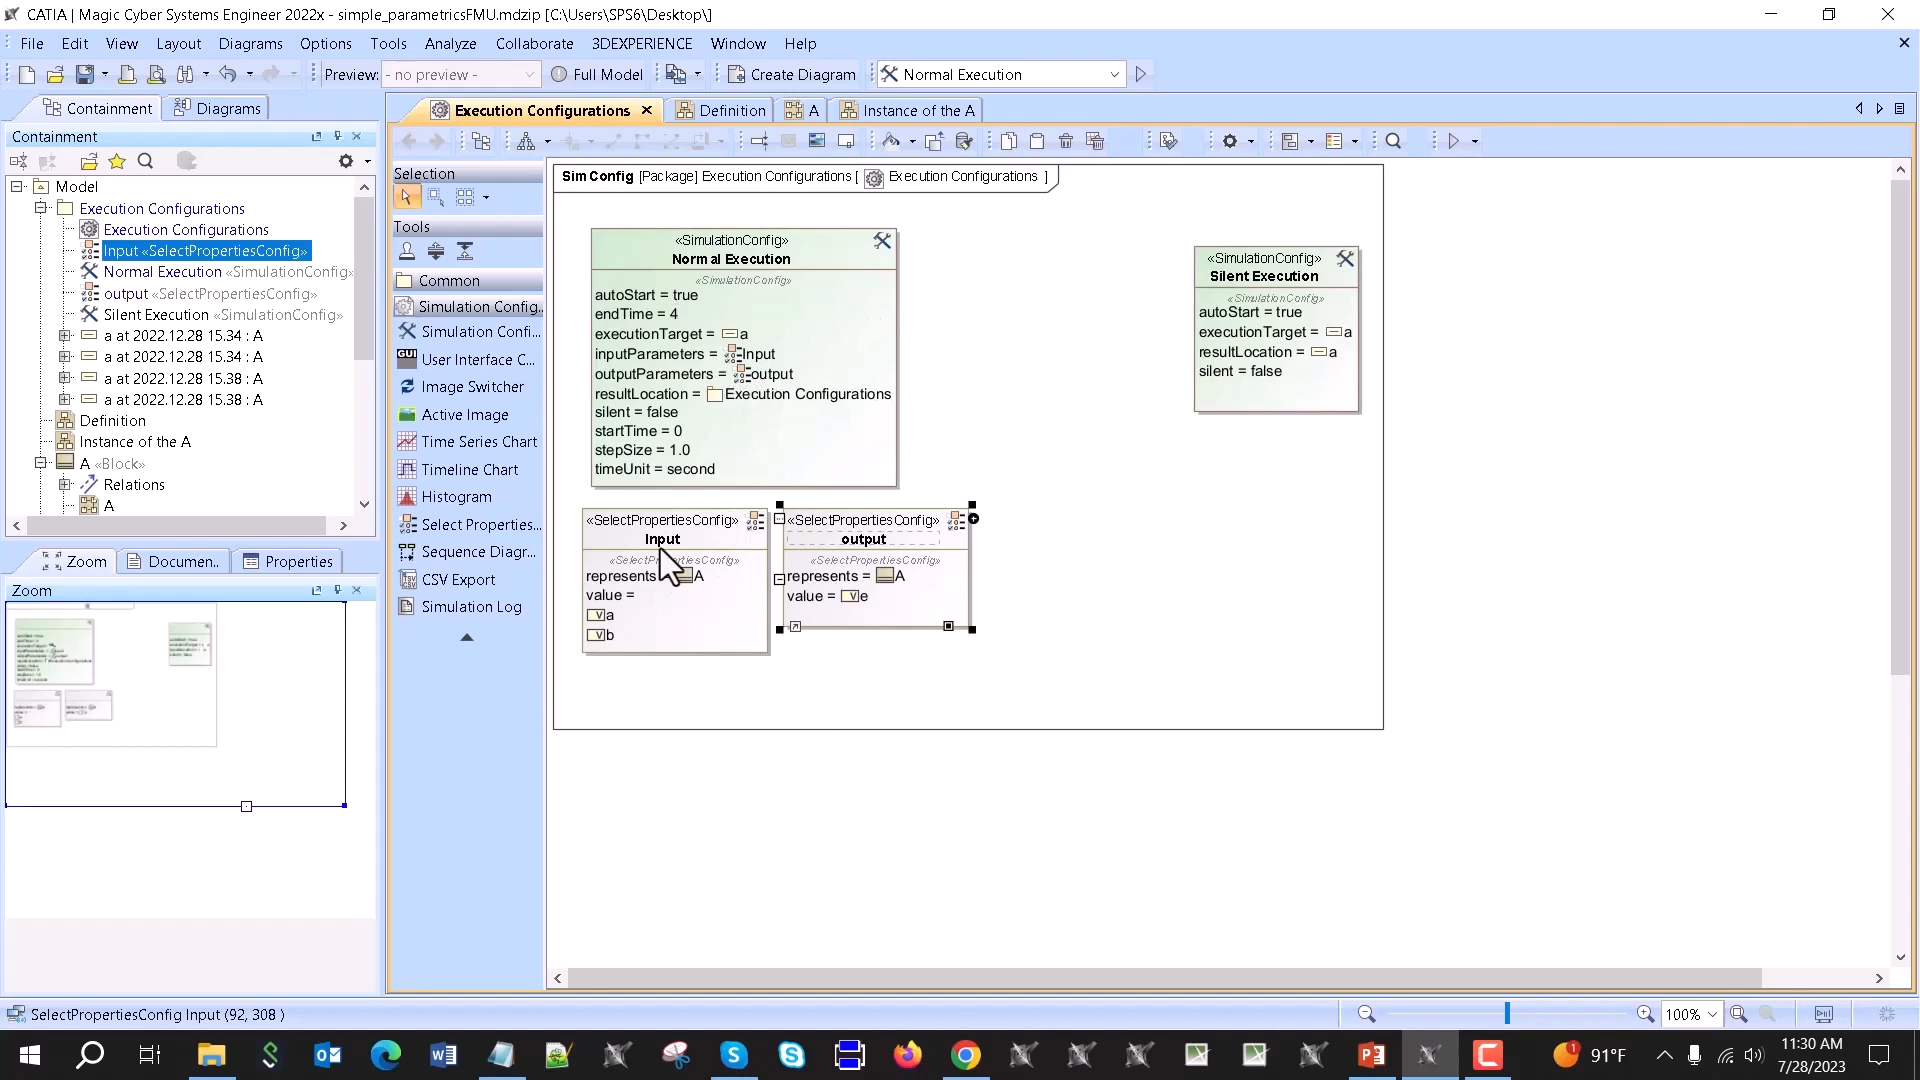 CATIA | Magic Cyber Systems Engineer 2022x - simple_parametricsFMU.mdzip [C:\Users\SPS6\Desktop\]
File Edit View Layout Diagrams Options Tools Analyze Collaborate 3DEXPERIENCE Window Help
Preview: - no preview - Full Model Create Diagram Normal Execution
Containment Diagrams
Execution Configurations Definition A Instance of the A
Containment
Model
Execution Configurations
Execution Configurations
Input «SelectPropertiesConfig»
Normal Execution «SimulationConfig»
output «SelectPropertiesConfig»
Silent Execution «SimulationConfig»
a at 2022.12.28 15.34 : A
a at 2022.12.28 15.34 : A
a at 2022.12.28 15.38 : A
a at 2022.12.28 15.38 : A
Definition
Instance of the A
A «Block»
Relations
A
Zoom Documen.. Properties
Zoom
Selection
Tools
Common
Simulation Config..
Simulation Confi...
GUI User Interface C...
Image Switcher
Active Image
Time Series Chart
Timeline Chart
Histogram
Select Properties...
Sequence Diagr...
CSV Export
Simulation Log
Sim Config [Package] Execution Configurations [ Execution Configurations ]
«SimulationConfig»
Normal Execution
«SimulationConfig»
autoStart = true
endTime = 4
executionTarget = a
inputParameters = Input
outputParameters = output
resultLocation = Execution Configurations
silent = false
startTime = 0
stepSize = 1.0
timeUnit = second
«SimulationConfig»
Silent Execution
«SimulationConfig»
autoStart = true
executionTarget = a
resultLocation = a
silent = false
«SelectPropertiesConfig»
Input
«SelectPropertiesConfig»
represents A
value =
V a
V b
«SelectPropertiesConfig»
output
«SelectPropertiesConfig»
represents = A
value = V e
SelectPropertiesConfig Input (92, 308 )
100%
91°F
11:30 AM
7/28/2023